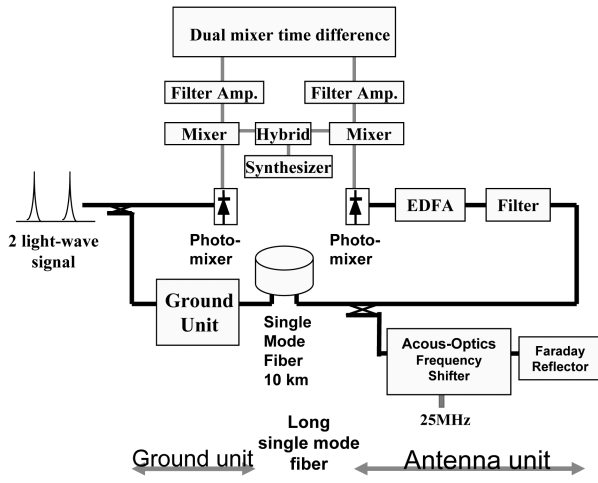 Dual mixer time difference
Filter Amp.
Filter Amp.
Mixer
Hybrid
Mixer
Synthesizer
2 light-wave
signal
Photo-
mixer
Photo-
mixer
EDFA
Filter
Ground
Unit
Single
Mode
Fiber
10 km
Acous-Optics
Frequency
Shifter
Faraday
Reflector
25MHz
Long
single mode
fiber
Ground unit
Antenna unit